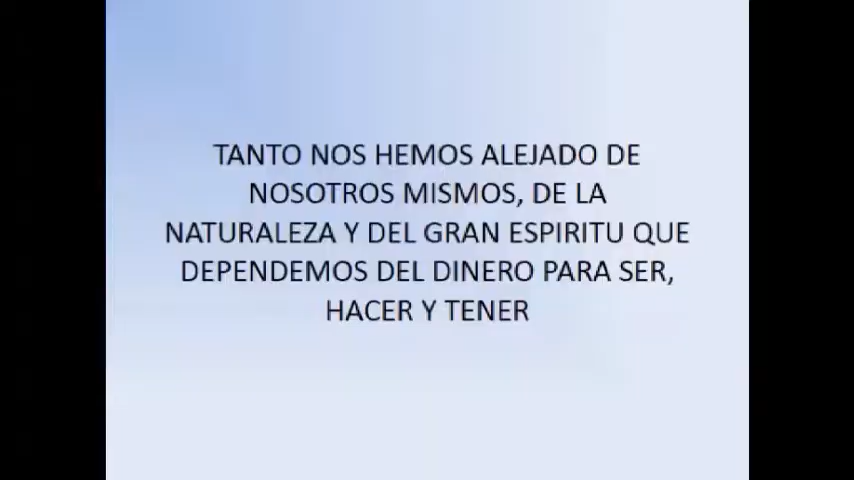 TANTO NOS HEMOS ALEJADO DE
NOSOTROS MISMOS, DE LA
NATURALEZA Y DEL GRAN ESPIRITU QUE
DEPENDEMOS DEL DINERO PARA SER,
HACER Y TENER